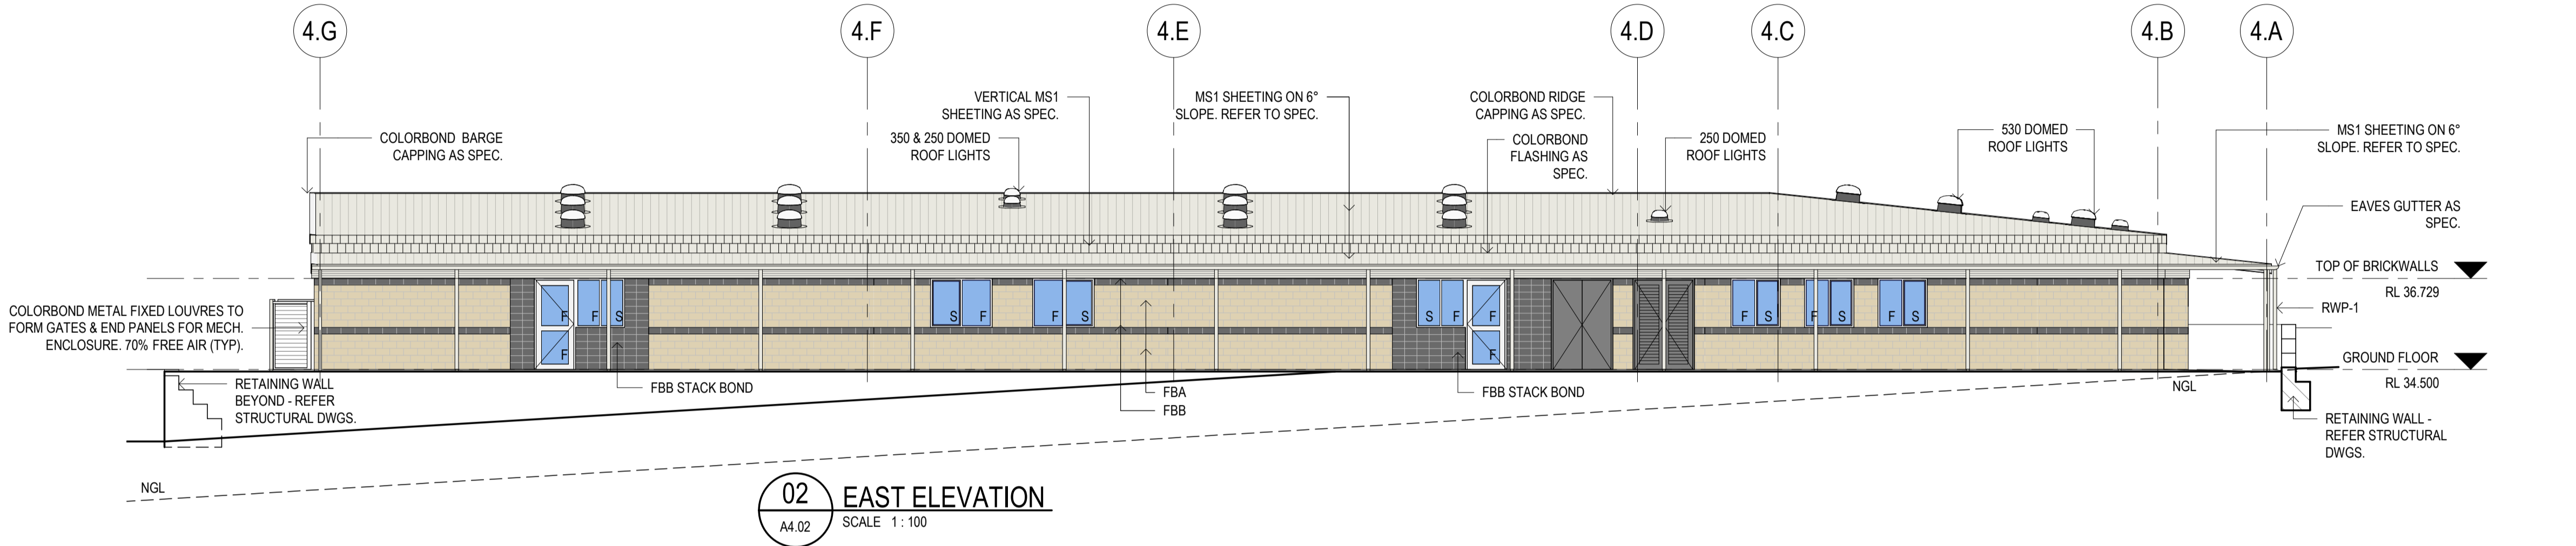 4.G
4.F
4.E
4.D
4.C
4.B
4.A
COLORBOND BARGE
CAPPING AS SPEC.
VERTICAL MS1
SHEETING AS SPEC.
350 & 250 DOMED
ROOF LIGHTS
MS1 SHEETING ON 6°
SLOPE. REFER TO SPEC.
COLORBOND RIDGE
CAPPING AS SPEC.
COLORBOND
FLASHING AS
SPEC.
250 DOMED
ROOF LIGHTS
530 DOMED
ROOF LIGHTS
MS1 SHEETING ON 6°
SLOPE. REFER TO SPEC.
EAVES GUTTER AS
SPEC.
TOP OF BRICKWALLS
RL 36.729
RWP-1
GROUND FLOOR
RL 34.500
COLORBOND METAL FIXED LOUVRES TO
FORM GATES & END PANELS FOR MECH.
ENCLOSURE. 70% FREE AIR (TYP).
F
F
S
F
S
F
F
S
S
F
F
F
F
S
F
S
F
S
RETAINING WALL
BEYOND - REFER
STRUCTURAL DWGS.
FBB STACK BOND
FBA
FBB
FBB STACK BOND
NGL
RETAINING WALL -
REFER STRUCTURAL
DWGS.
NGL
02
A4.02
EAST ELEVATION
SCALE 1 : 100